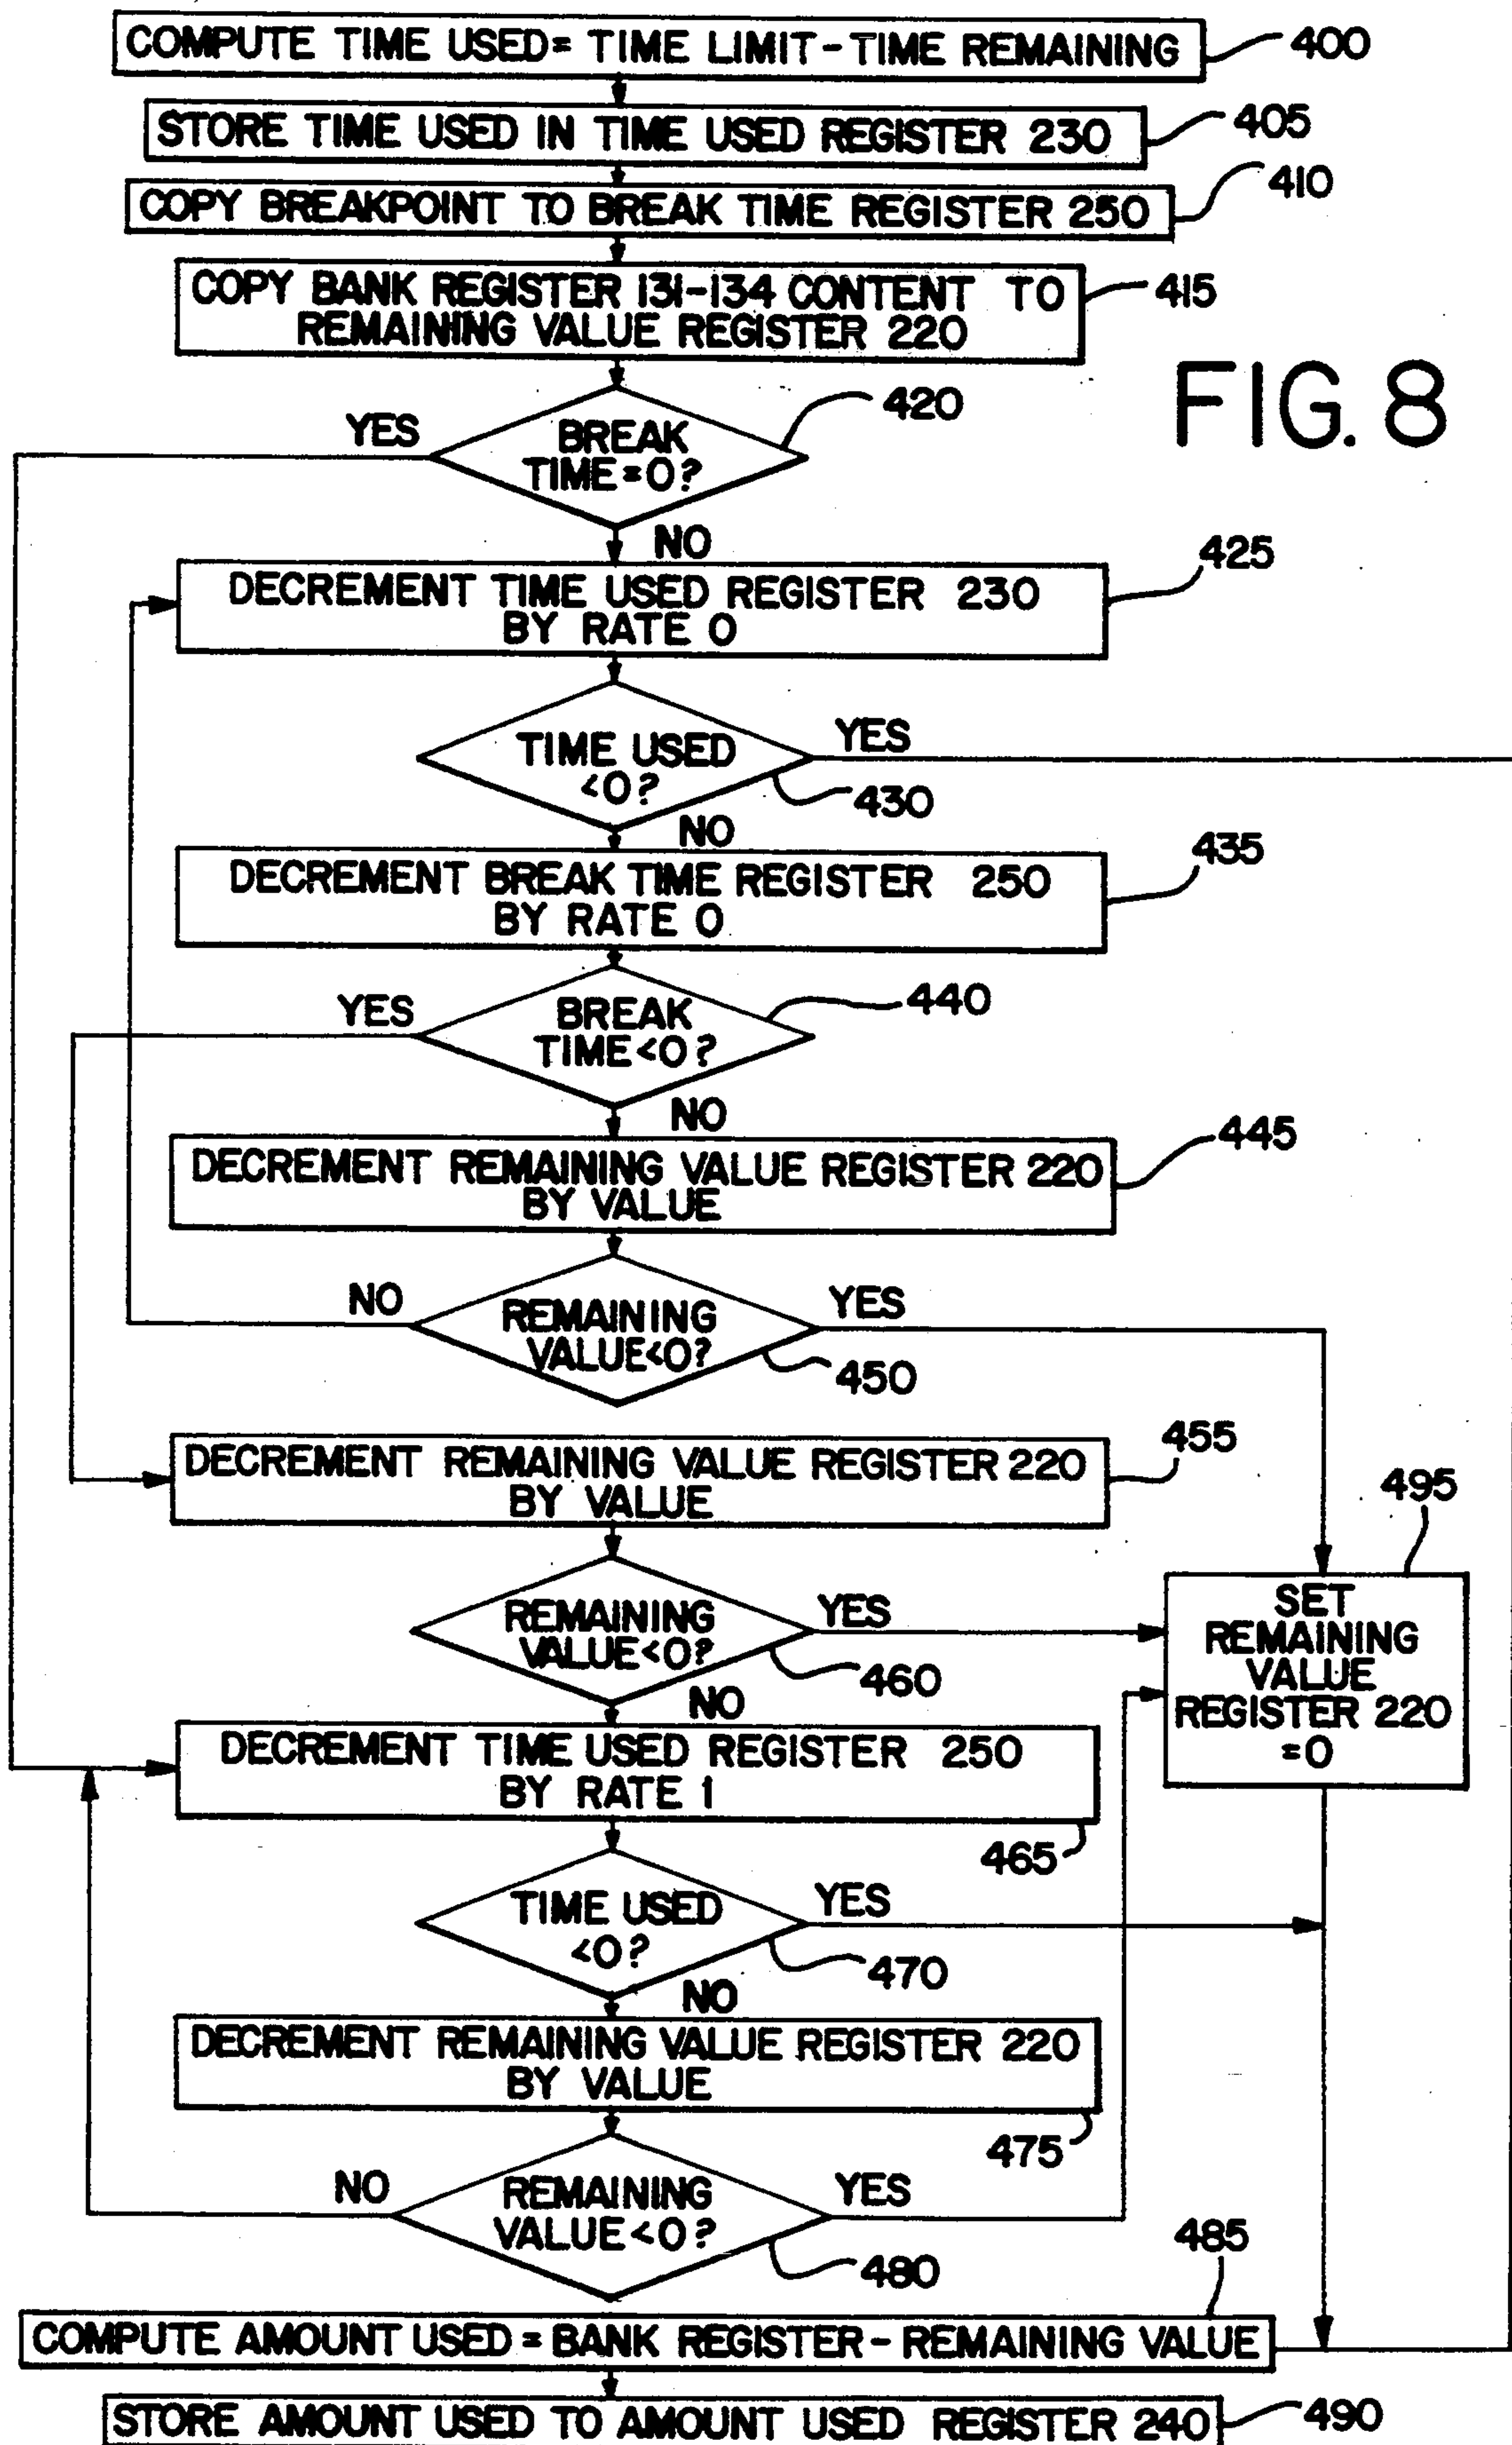 COMPUTE TIME USED = TIME LIMIT - TIME REMAINING
400
STORE TIME USED IN TIME USED REGISTER 230
405
COPY BREAKPOINT TO BREAK TIME REGISTER 250
410
COPY BANK REGISTER 131-134 CONTENT TO
REMAINING VALUE REGISTER 220
415
FIG. 8
420
YES
BREAK
TIME = 0?
NO
425
DECREMENT TIME USED REGISTER 230
BY RATE 0
TIME USED
<0?
YES
430
NO
435
DECREMENT BREAK TIME REGISTER 250
BY RATE 0
440
YES
BREAK
TIME <0?
NO
445
DECREMENT REMAINING VALUE REGISTER 220
BY VALUE
NO
REMAINING
VALUE<0?
YES
450
455
DECREMENT REMAINING VALUE REGISTER 220
BY VALUE
495
SET
REMAINING
VALUE
REGISTER 220
=0
REMAINING
VALUE<0?
YES
460
NO
DECREMENT TIME USED REGISTER 250
BY RATE 1
465
TIME USED
<0?
YES
470
NO
DECREMENT REMAINING VALUE REGISTER 220
BY VALUE
475
NO
REMAINING
VALUE<0?
YES
480
485
COMPUTE AMOUNT USED = BANK REGISTER - REMAINING VALUE
STORE AMOUNT USED TO AMOUNT USED REGISTER 240
490